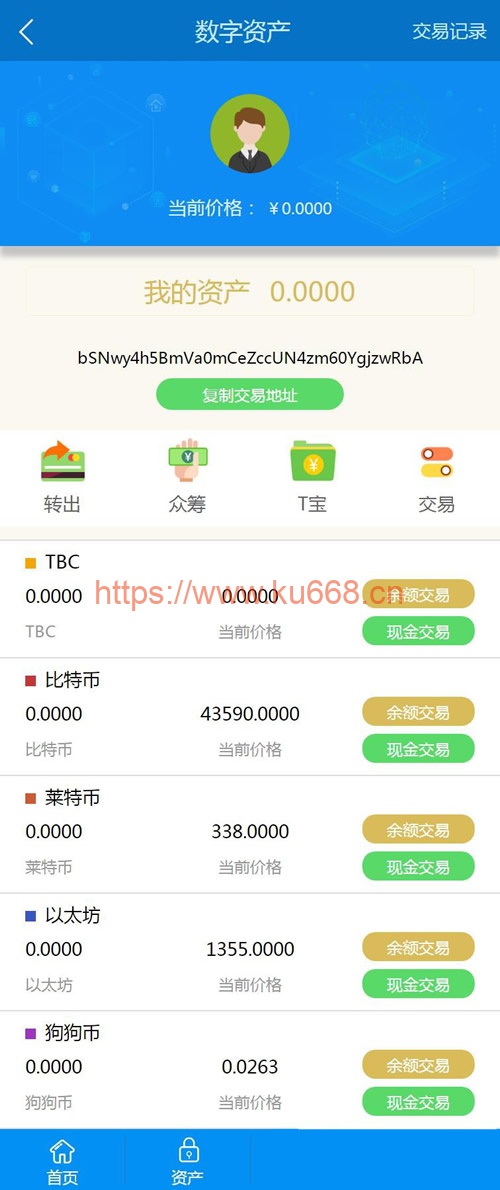 数字资产 交易记录
当前价格： ￥0.0000
我的资产 0.0000
bSNwy4h5BmVa0mCeZccUN4zm60YgjzwRbA
复制交易地址
转出 众筹 T宝 交易
TBC
0.0000 0.0000 余额交易
https://www.ku668.cn
TBC 当前价格 现金交易
比特币
0.0000 43590.0000 余额交易
比特币 当前价格 现金交易
莱特币
0.0000 338.0000 余额交易
莱特币 当前价格 现金交易
以太坊
0.0000 1355.0000 余额交易
以太坊 当前价格 现金交易
狗狗币
0.0000 0.0263 余额交易
狗狗币 当前价格 现金交易
首页 资产